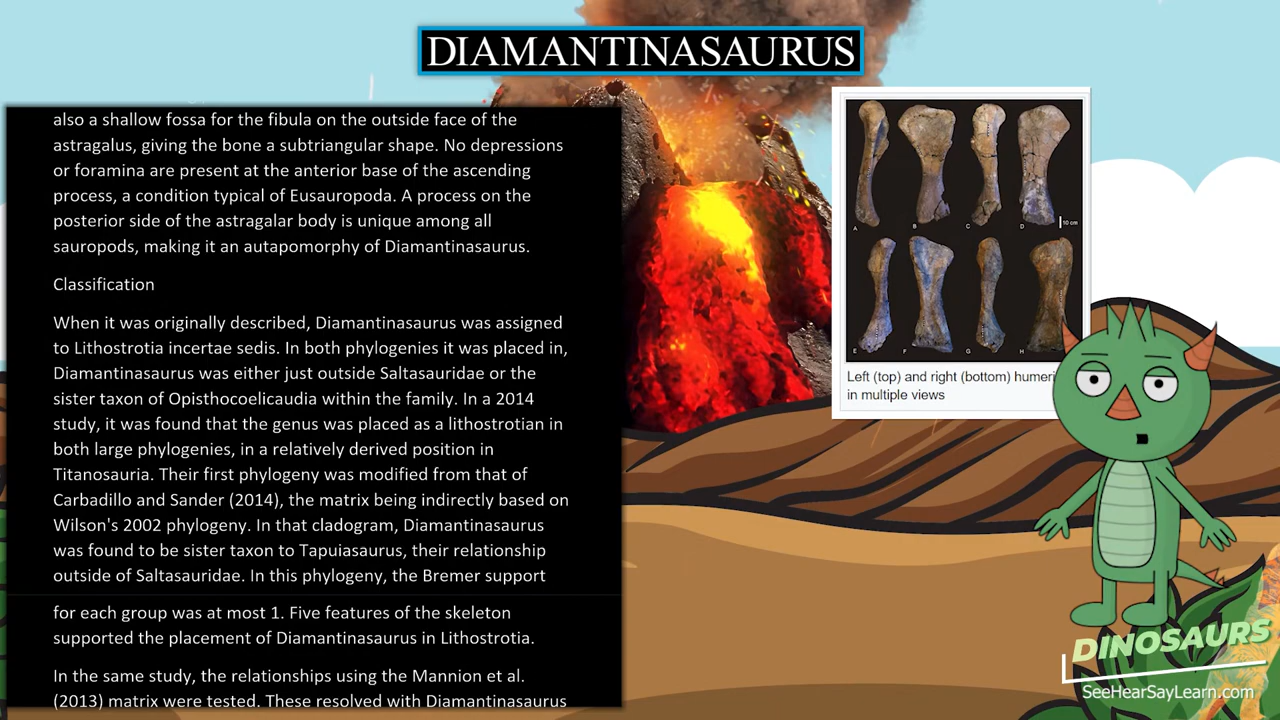 DIAMANTINASAURUS
also a shallow fossa for the fibula on the outside face of the
astragalus, giving the bone a subtriangular shape. No depressions
or foramina are present at the anterior base of the ascending
process, a condition typical of Eusauropoda. A process on the
posterior side of the astragalar body is unique among all
sauropods, making it an autapomorphy of Diamantinasaurus.
Classification
When it was originally described, Diamantinasaurus was assigned
to Lithostrotia incertae sedis. In both phylogenies it was placed in,
Diamantinasaurus was either just outside Saltasauridae or the
sister taxon of Opisthocoelicaudia within the family. In a 2014
study, it was found that the genus was placed as a lithostrotian in
both large phylogenies, in a relatively derived position in
Titanosauria. Their first phylogeny was modified from that of
Carbadillo and Sander (2014), the matrix being indirectly based on
Wilson's 2002 phylogeny. In that cladogram, Diamantinasaurus
was found to be sister taxon to Tapuiasaurus, their relationship
outside of Saltasauridae. In this phylogeny, the Bremer support
for each group was at most 1. Five features of the skeleton
supported the placement of Diamantinasaurus in Lithostrotia.
In the same study, the relationships using the Mannion et al.
(2013) matrix were tested. These resolved with Diamantinasaurus
A B C D
10 cm
E F G H
Left (top) and right (bottom) humeri
in multiple views
DINOSAURS
SeeHearSayLearn.com